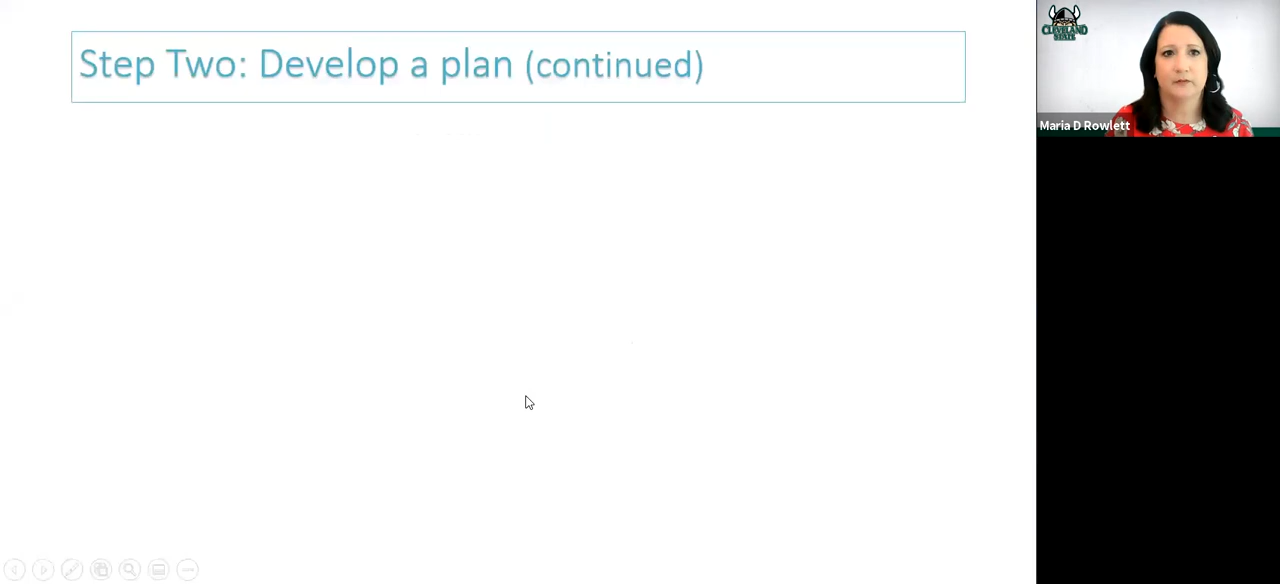 Step Two: Develop a plan (continued)
CLEVELAND
STATE
Maria D Rowlett